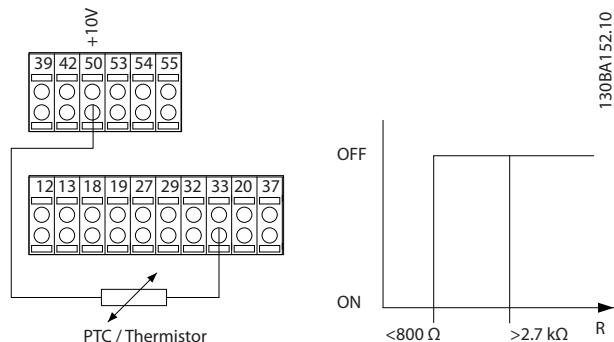 +10V
39 42 50 53 54 55
12 13 18 19 27 29 32 33 20 37
PTC / Thermistor
OFF
ON
<800 Ω >2.7 kΩ R
130BA152.10